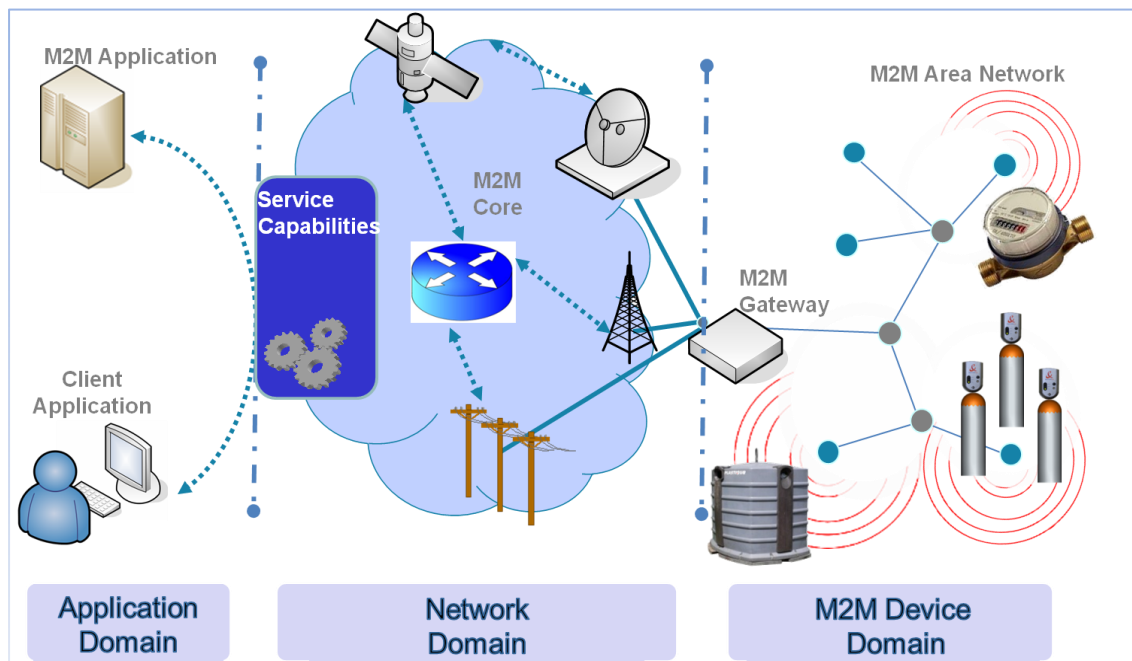 M2M Application
M2M Area Network
Service
Capabilities
M2M
Core
M2M
Gateway
Client
Application
Application
Domain
Network
Domain
M2M Device
Domain